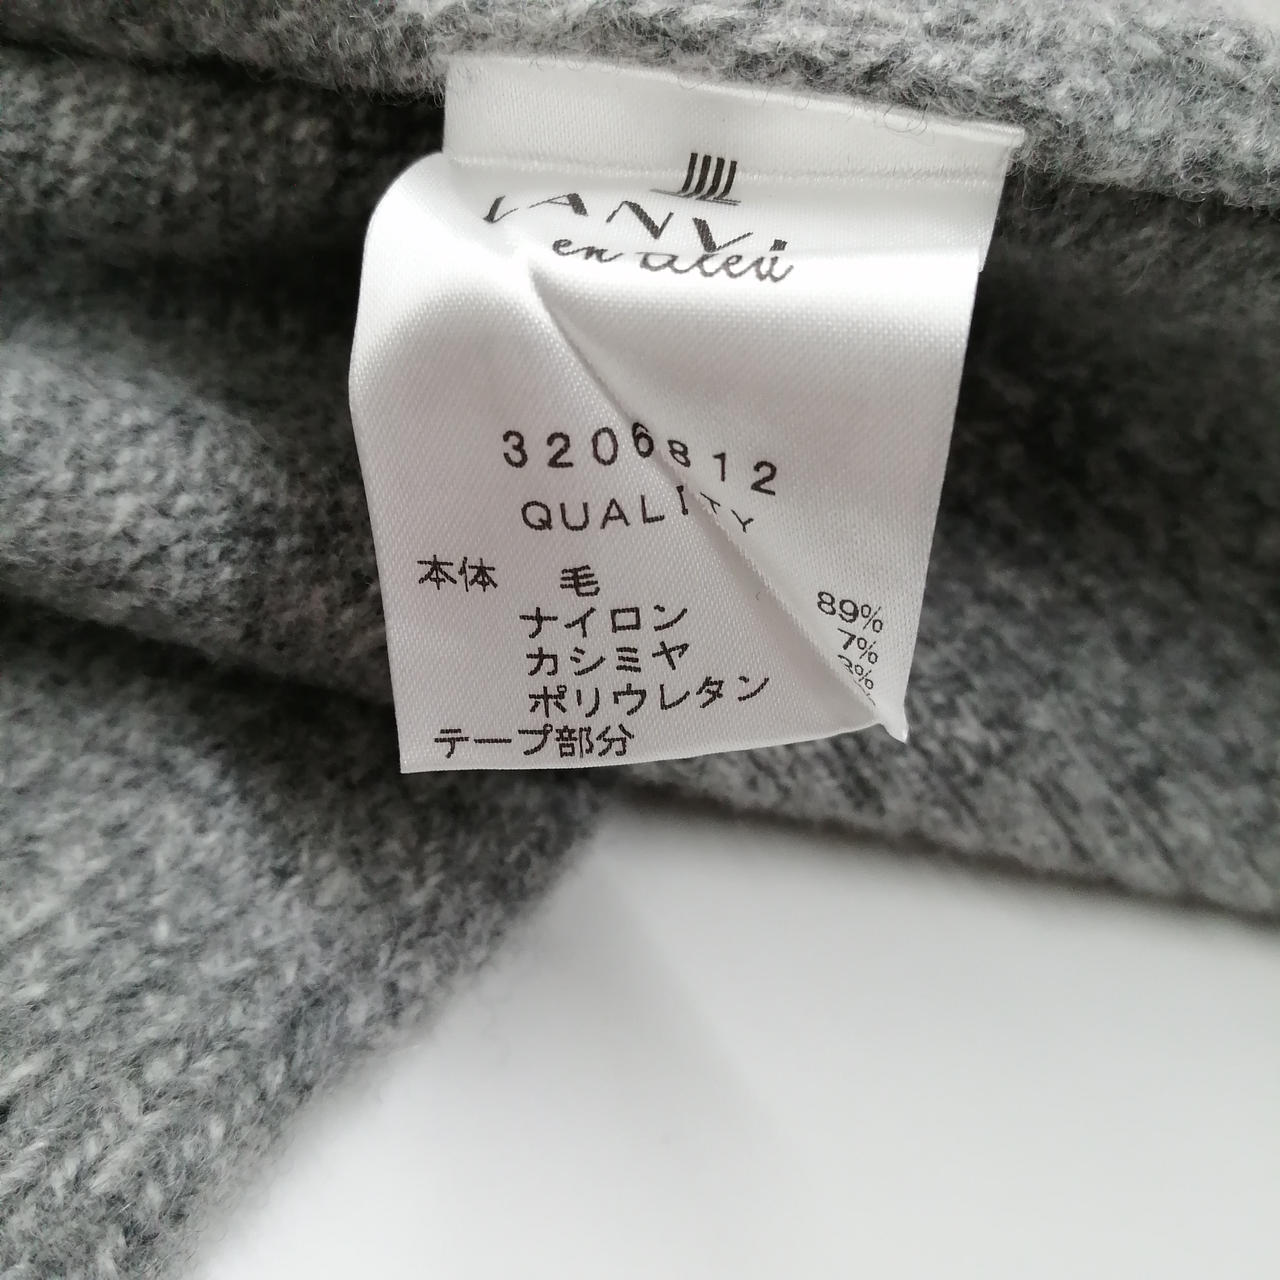 3206812
QUALITY
本体 毛 89%
ナイロン 7%
カシミヤ 3%
ポリウレタン
テープ部分